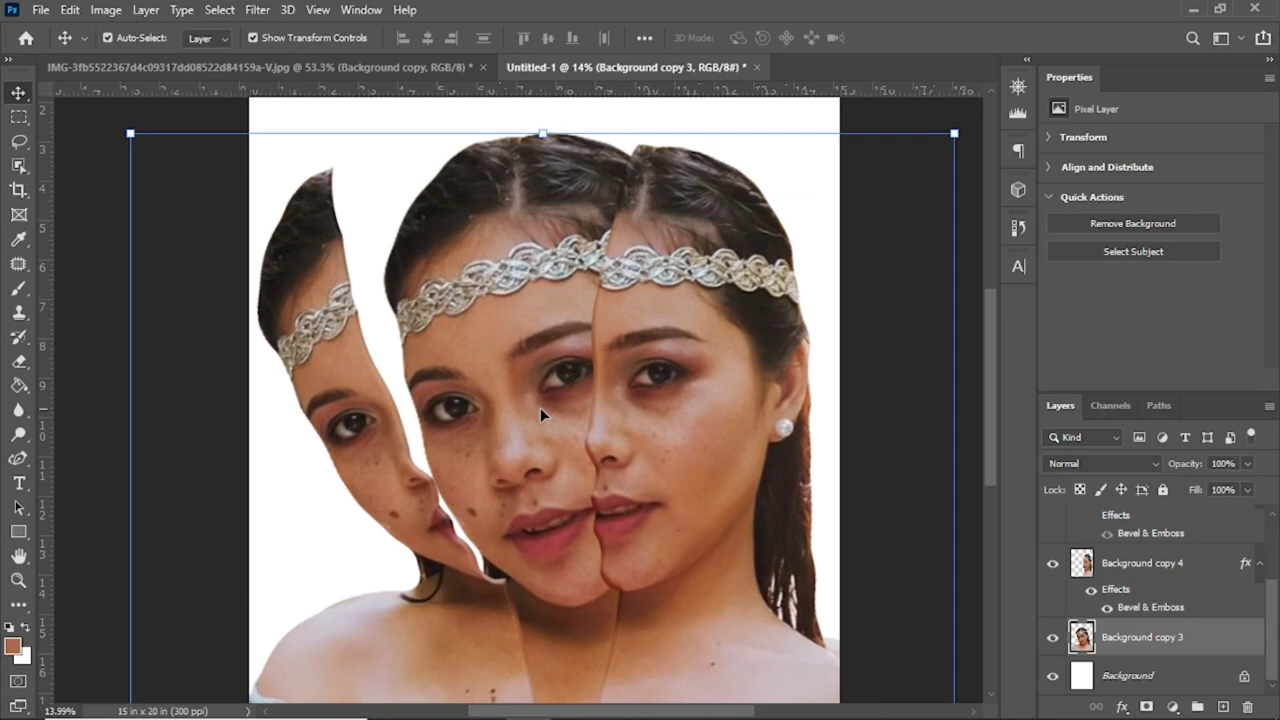 Ps File Edit Image Layer Type Select Filter 3D View Window Help
Auto-Select: Layer Show Transform Controls 3D Mode:
IMG-3fb5522367d4c09317dd08522d84159a-V.jpg @ 53.3% (Background copy, RGB/8) * × Untitled-1 @ 14% (Background copy 3, RGB/8#) * ×
Properties
Pixel Layer
Transform
Align and Distribute
Quick Actions
Remove Background
Select Subject
Layers Channels Paths
Kind
Normal Opacity: 100%
Lock: Fill: 100%
Effects
Bevel & Emboss
Background copy 4 fx
Effects
Bevel & Emboss
Background copy 3
Background
13.99% 15 in x 20 in (300 ppi)